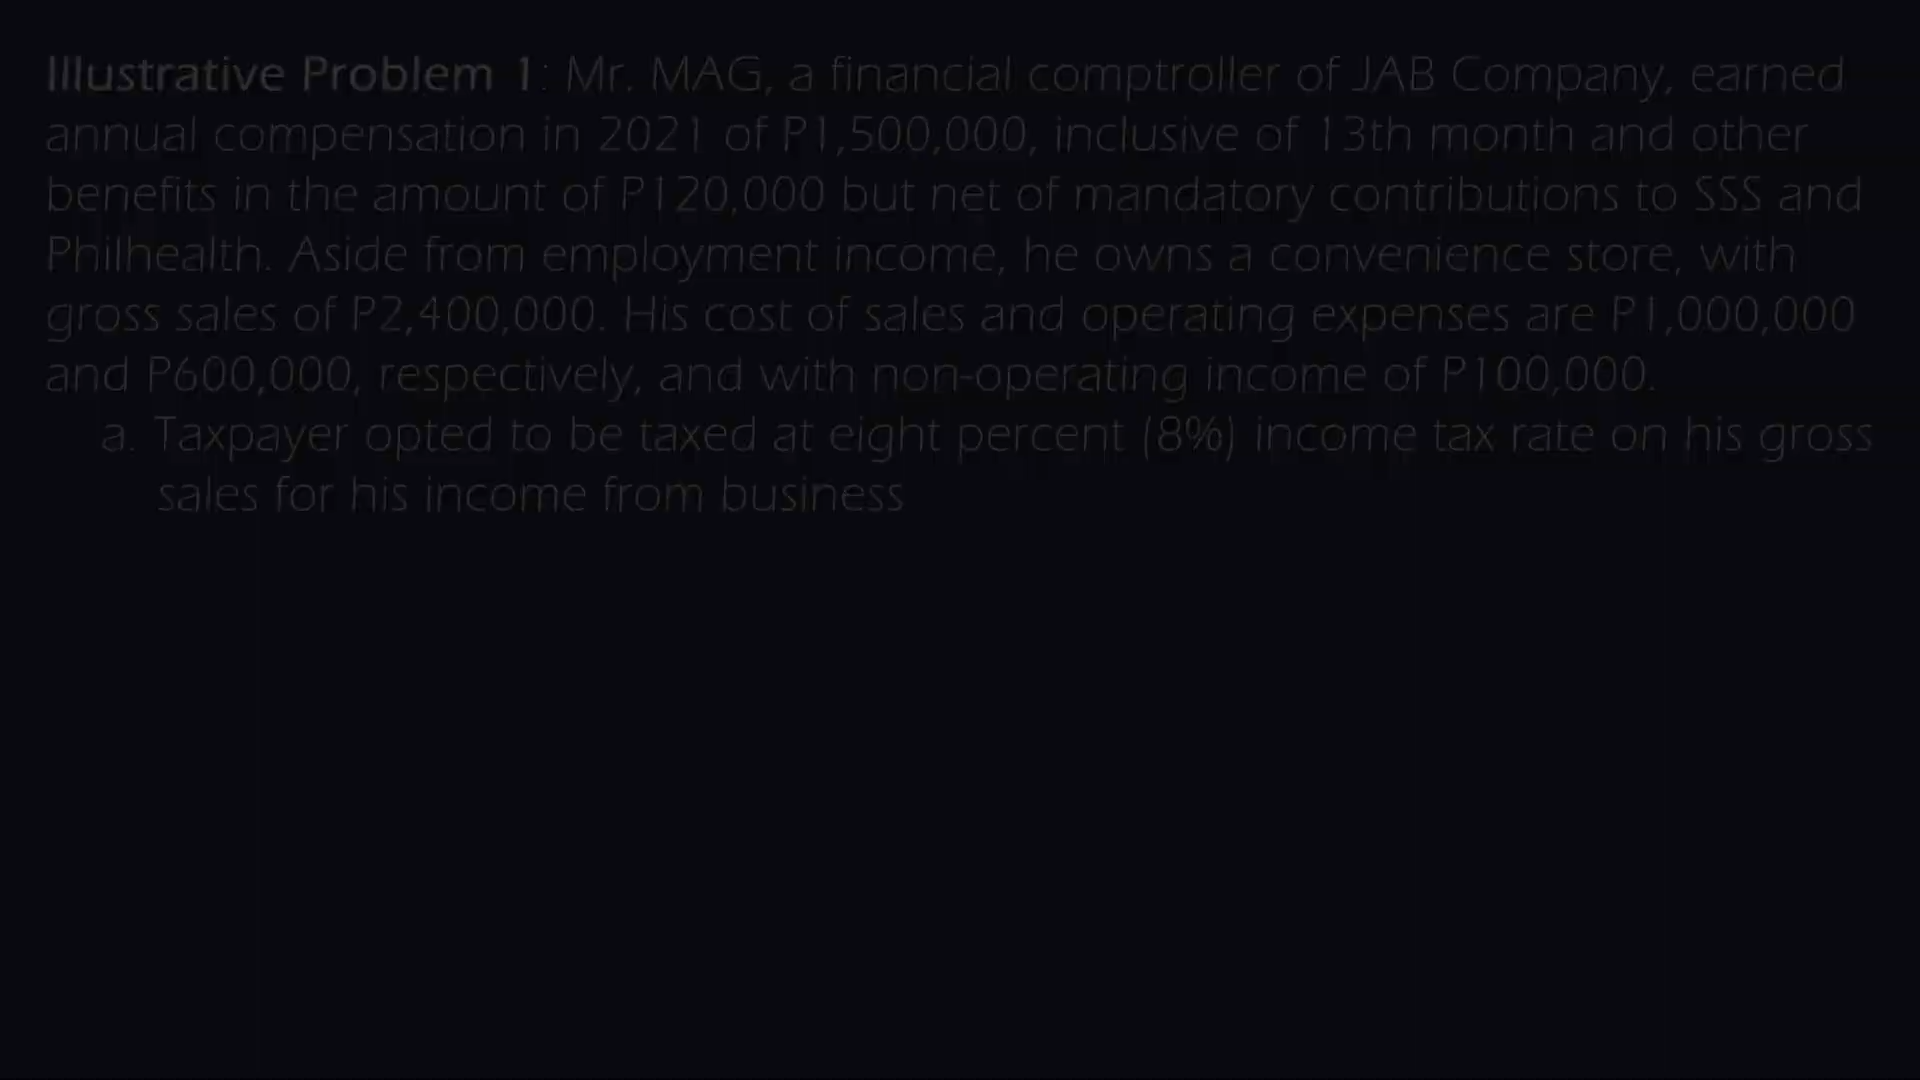 Illustrative Problem 1: Mr. MAG, a financial comptroller of JAB Company, earned
annual compensation in 2021 of P1,500,000, inclusive of 13th month and other
benefits in the amount of P120,000 but net of mandatory contributions to SSS and
Philhealth. Aside from employment income, he owns a convenience store, with
gross sales of P2,400,000. His cost of sales and operating expenses are P1,000,000
and P600,000, respectively, and with non-operating income of P100,000.
a. Taxpayer opted to be taxed at eight percent (8%) income tax rate on his gross
sales for his income from business